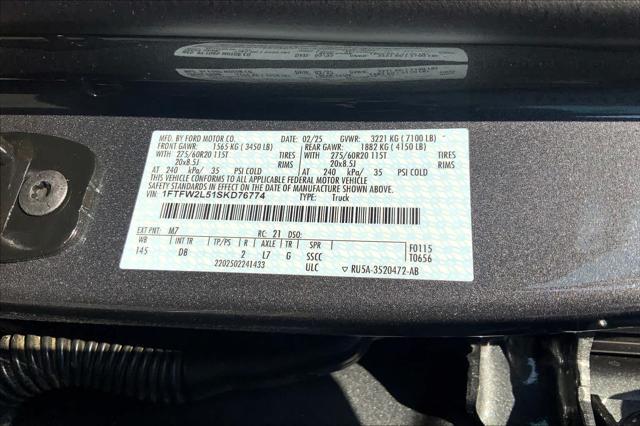 MFD. BY FORD MOTOR CO. DATE: 02/25 GVWR: 3221 KG ( 7100 LB)
FRONT GAWR: 1565 KG ( 3450 LB) REAR GAWR: 1882 KG ( 4150 LB)
WITH 275/60R20 115T TIRES WITH 275/60R20 115T TIRES
20x8.5J RIMS 20x8.5J RIMS
AT 240 kPa/ 35 PSI COLD AT 240 kPa/ 35 PSI COLD
THIS VEHICLE CONFORMS TO ALL APPLICABLE FEDERAL MOTOR VEHICLE
SAFETY STANDARDS IN EFFECT ON THE DATE OF MANUFACTURE SHOWN ABOVE.
VIN: 1FTFW2L51SKD76774 TYPE: Truck
EXT PNT: M7 RC: 21 DSO:
WB INT TR TP/PS R AXLE TR SPR F0115
145 DB 2 L7 G SSCC T0656
2202502241433 ULC ▽ RU5A-3520472-AB